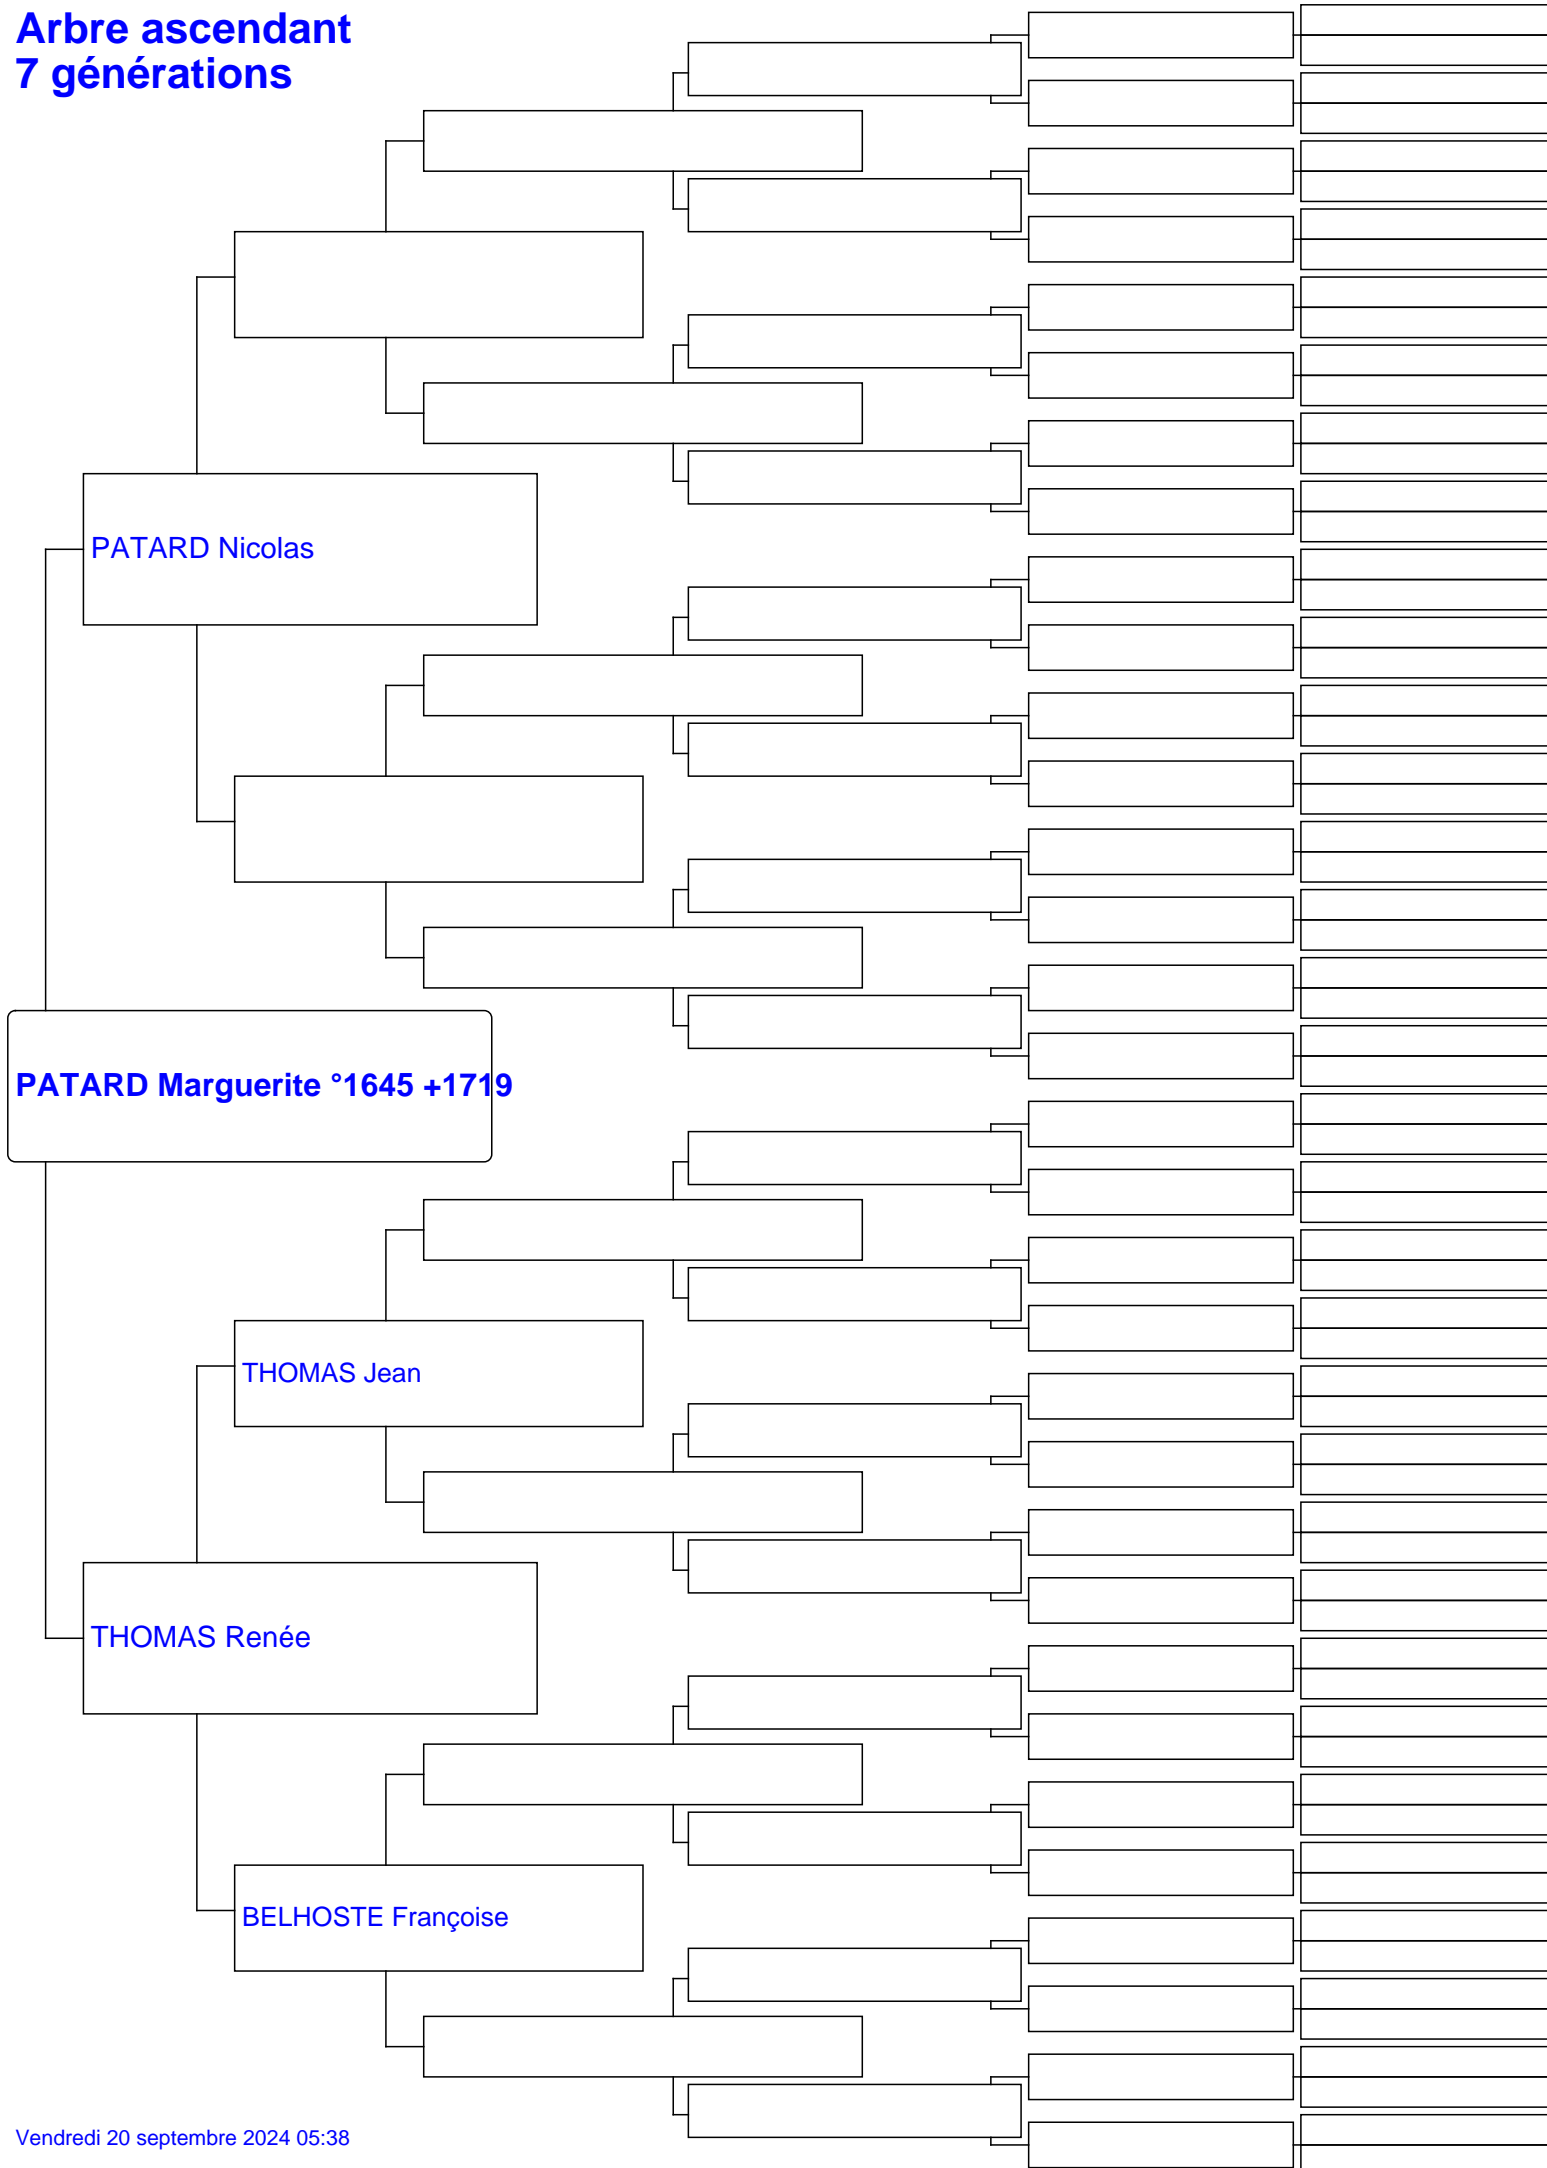 Arbre ascendant
7 générations
PATARD Nicolas
PATARD Marguerite °1645 +1719
THOMAS Jean
THOMAS Renée
BELHOSTE Françoise
Vendredi 20 septembre 2024 05:38